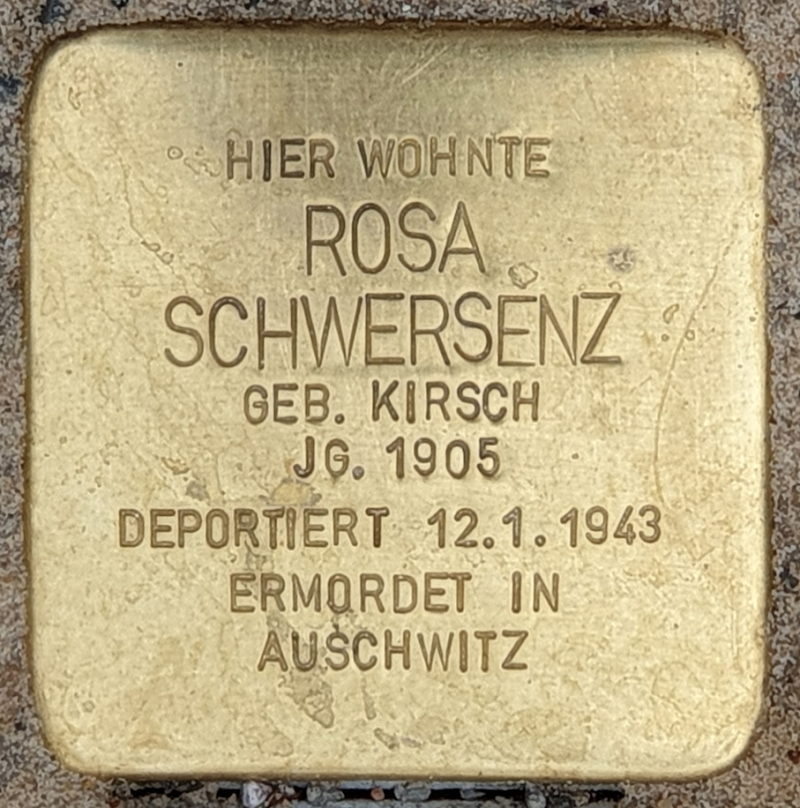 HIER WOHNTE
ROSA
SCHWERSENZ
GEB. KIRSCH
JG. 1905
DEPORTIERT 12.1.1943
ERMORDET IN
AUSCHWITZ